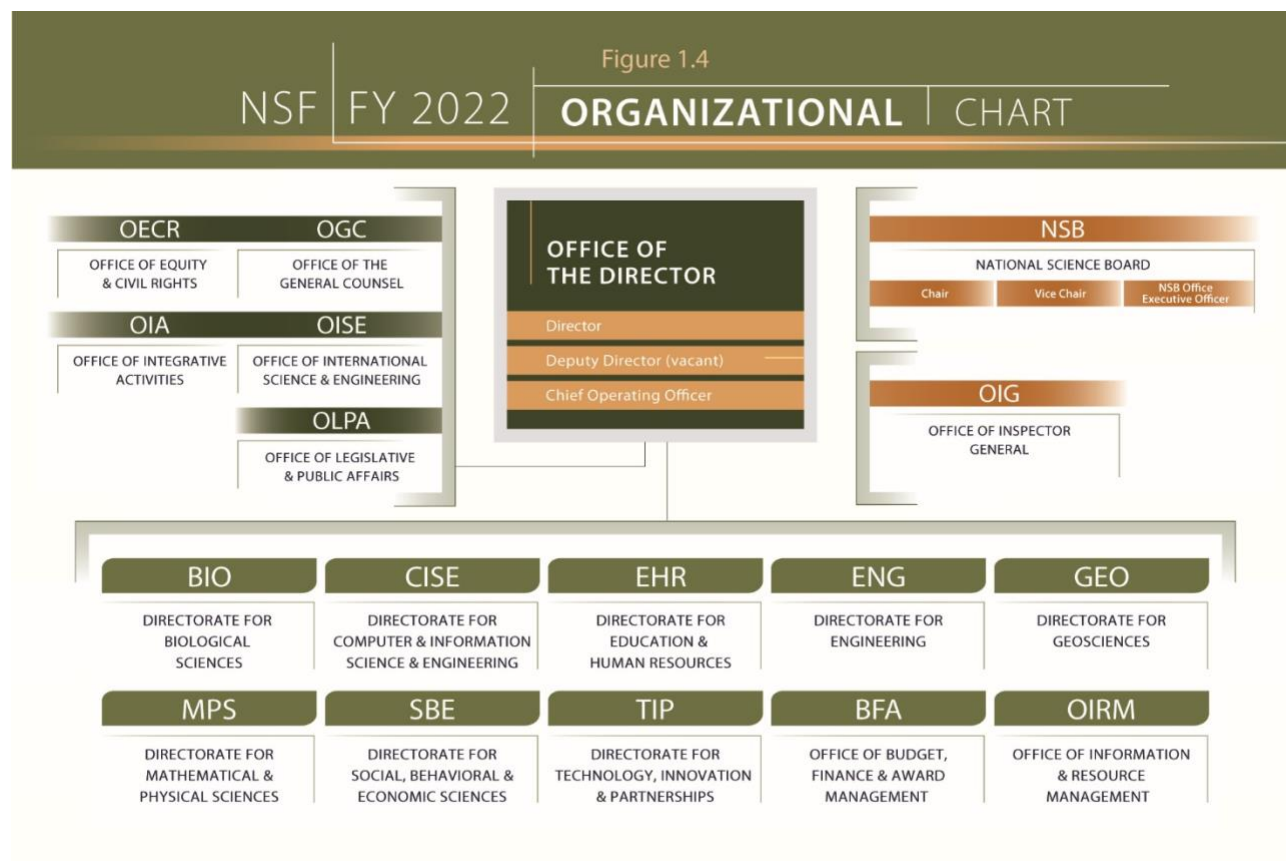 Figure 1.4
NSF FY 2022 ORGANIZATIONAL CHART
OECR
OFFICE OF EQUITY
& CIVIL RIGHTS
OGC
OFFICE OF THE
GENERAL COUNSEL
OIA
OFFICE OF INTEGRATIVE
ACTIVITIES
OISE
OFFICE OF INTERNATIONAL
SCIENCE & ENGINEERING
OLPA
OFFICE OF LEGISLATIVE
& PUBLIC AFFAIRS
OFFICE OF
THE DIRECTOR
Director
Deputy Director (vacant)
Chief Operating Officer
NSB
NATIONAL SCIENCE BOARD
Chair
Vice Chair
NSB Office
Executive Officer
OIG
OFFICE OF INSPECTOR
GENERAL
BIO
DIRECTORATE FOR
BIOLOGICAL
SCIENCES
CISE
DIRECTORATE FOR
COMPUTER & INFORMATION
SCIENCE & ENGINEERING
EHR
DIRECTORATE FOR
EDUCATION &
HUMAN RESOURCES
ENG
DIRECTORATE FOR
ENGINEERING
GEO
DIRECTORATE FOR
GEOSCIENCES
MPS
DIRECTORATE FOR
MATHEMATICAL &
PHYSICAL SCIENCES
SBE
DIRECTORATE FOR
SOCIAL, BEHAVIORAL &
ECONOMIC SCIENCES
TIP
DIRECTORATE FOR
TECHNOLOGY, INNOVATION
& PARTNERSHIPS
BFA
OFFICE OF BUDGET,
FINANCE & AWARD
MANAGEMENT
OIRM
OFFICE OF INFORMATION
& RESOURCE
MANAGEMENT